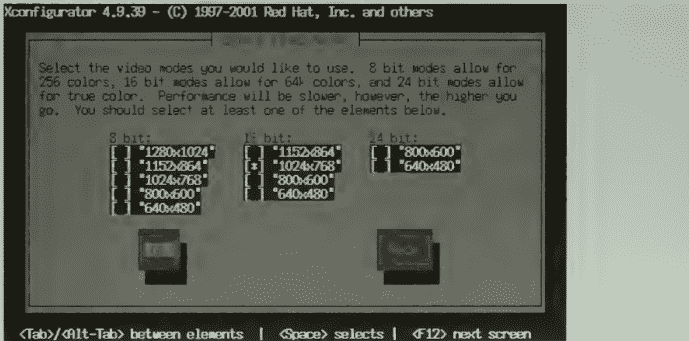 Xconfigurator 4.9.39 - (C) 1997-2001 Red Hat, Inc. and others
Select the video modes you would like to use. 8 bit modes allow for
256 colors, 16 bit modes allow for 64k colors, and 24 bit modes allow
for true color. Performance will be slower, however, the higher you
go. You should select at least one of the elements below.
8 bit: 16 bit: 24 bit:
[ ] "1280x1024" [ ] "1152x864" [ ] "800x600"
[ ] "1152x864" [*] "1024x768" [ ] "640x480"
[ ] "1024x768" [ ] "800x600"
[ ] "800x600" [ ] "640x480"
[ ] "640x480"
<Tab>/<Alt-Tab> between elements | <Space> selects | <F12> next screen